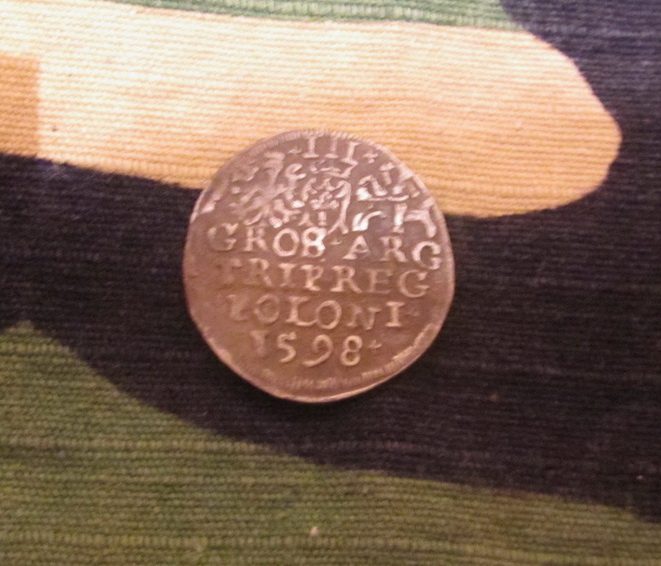 III
GROS ARG
TRIP REG
POLONI
1598